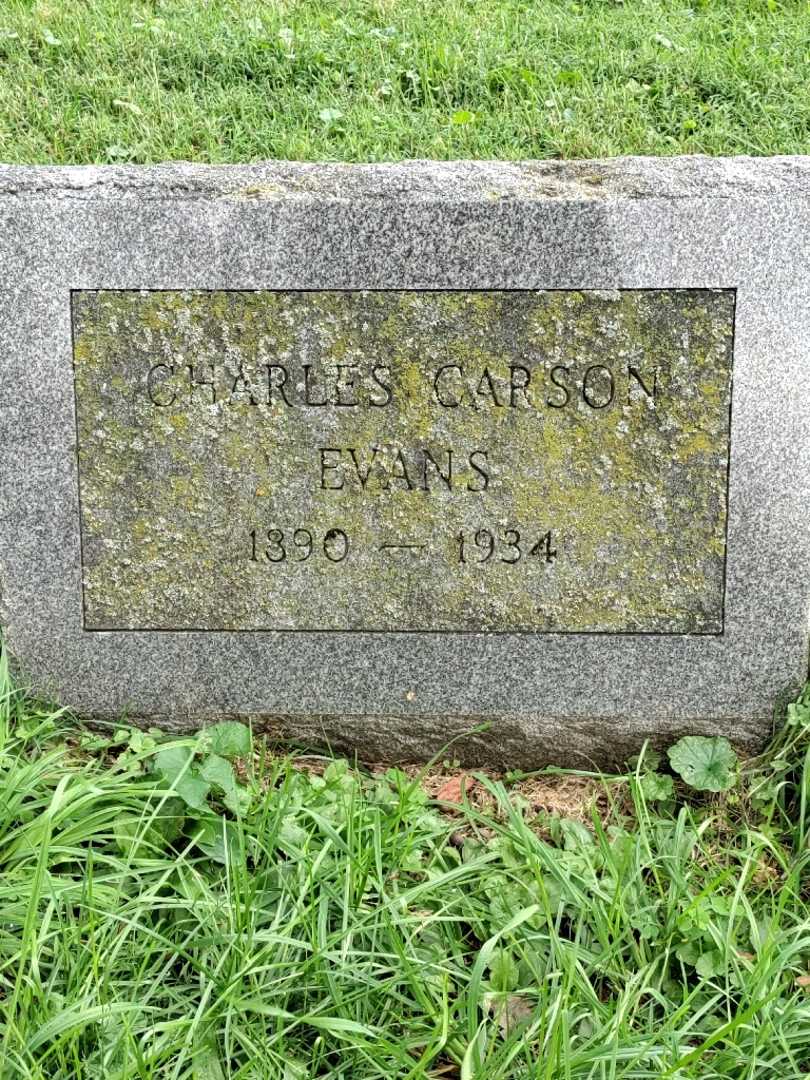 CHARLES CARSON
EVANS
1890 — 1934